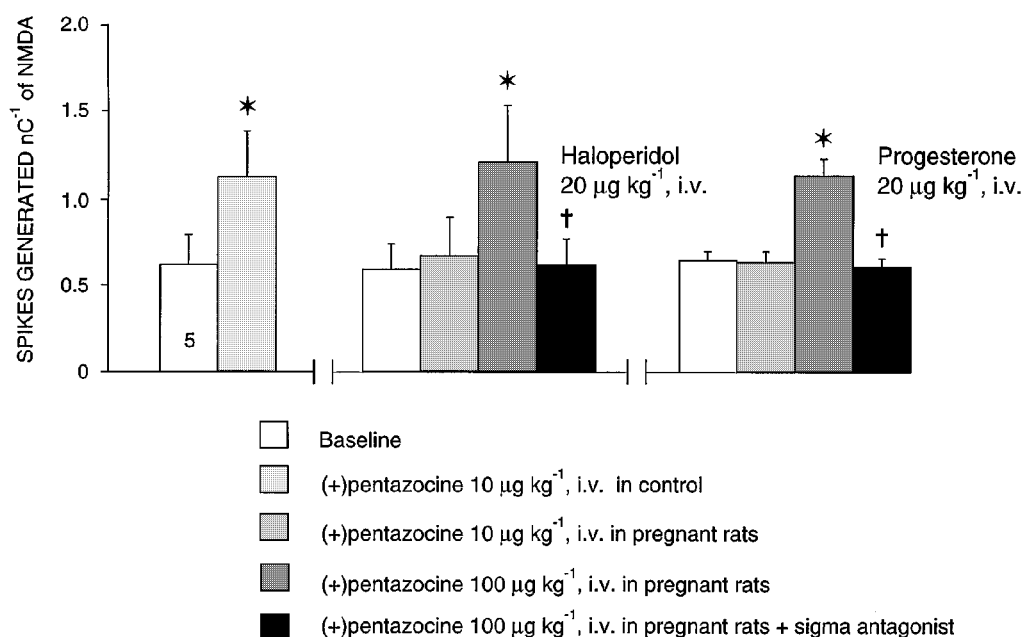 SPIKES GENERATED nC⁻¹ of NMDA
2.0
1.5
1.0
0.5
0
5
*
*
Haloperidol
20 µg kg⁻¹, i.v.
†
*
Progesterone
20 µg kg⁻¹, i.v.
†
Baseline
(+)pentazocine 10 µg kg⁻¹, i.v. in control
(+)pentazocine 10 µg kg⁻¹, i.v. in pregnant rats
(+)pentazocine 100 µg kg⁻¹, i.v. in pregnant rats
(+)pentazocine 100 µg kg⁻¹, i.v. in pregnant rats + sigma antagonist